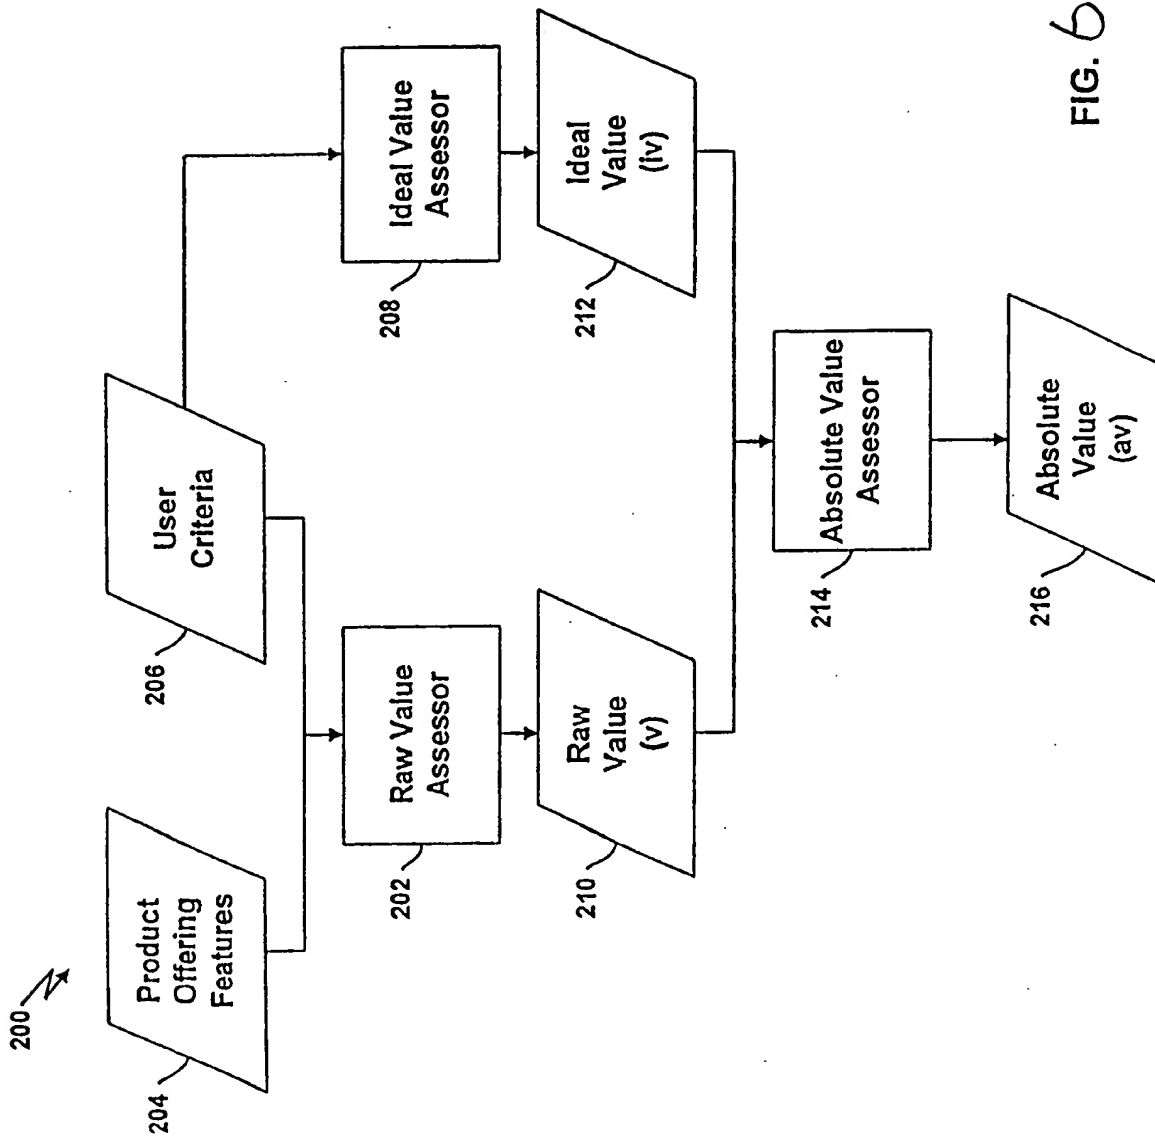 200
204
Product
Offering
Features
206
User
Criteria
202
Raw Value
Assessor
208
Ideal Value
Assessor
210
Raw
Value
(v)
212
Ideal
Value
(iv)
214
Absolute Value
Assessor
216
Absolute
Value
(av)
FIG. 6